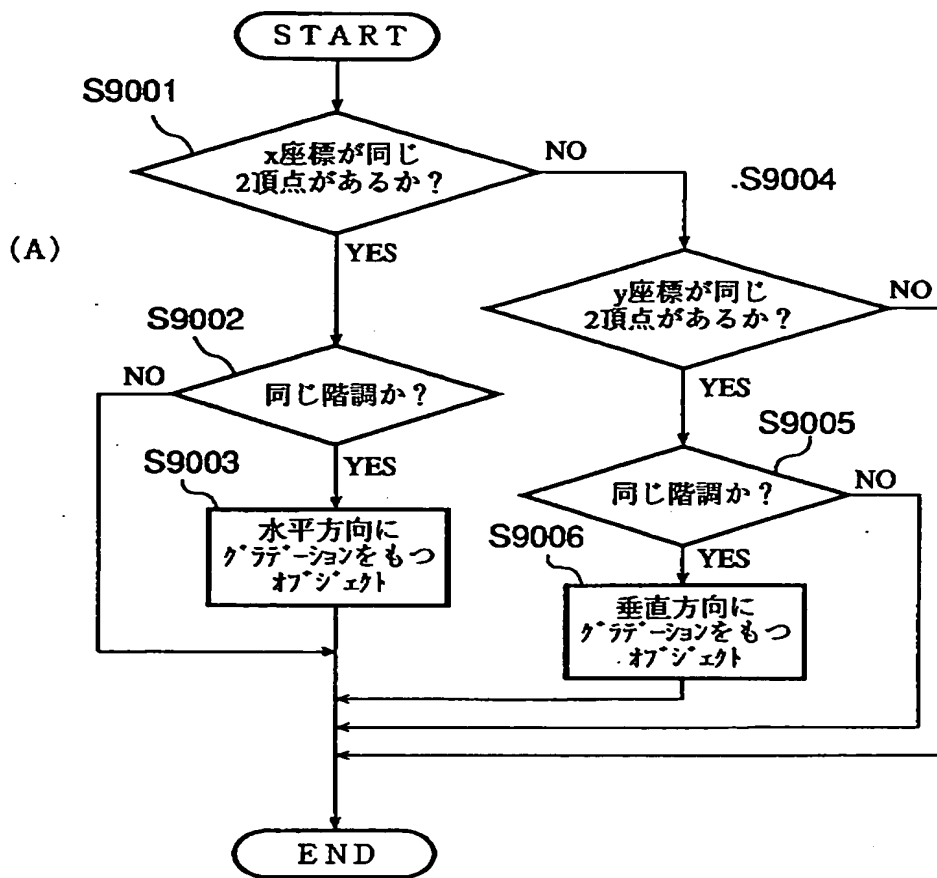 START
S9001
x座標が同じ
2頂点があるか？
NO
.S9004
(A)
YES
y座標が同じ
2頂点があるか？
NO
S9002
NO
同じ階調か？
YES
S9005
S9003
YES
同じ階調か？
NO
水平方向に
ｸﾞﾗﾃﾞｰｼｮﾝをもつ
ｵﾌﾞｼﾞｪｸﾄ
S9006
YES
垂直方向に
ｸﾞﾗﾃﾞｰｼｮﾝをもつ
ｵﾌﾞｼﾞｪｸﾄ
END